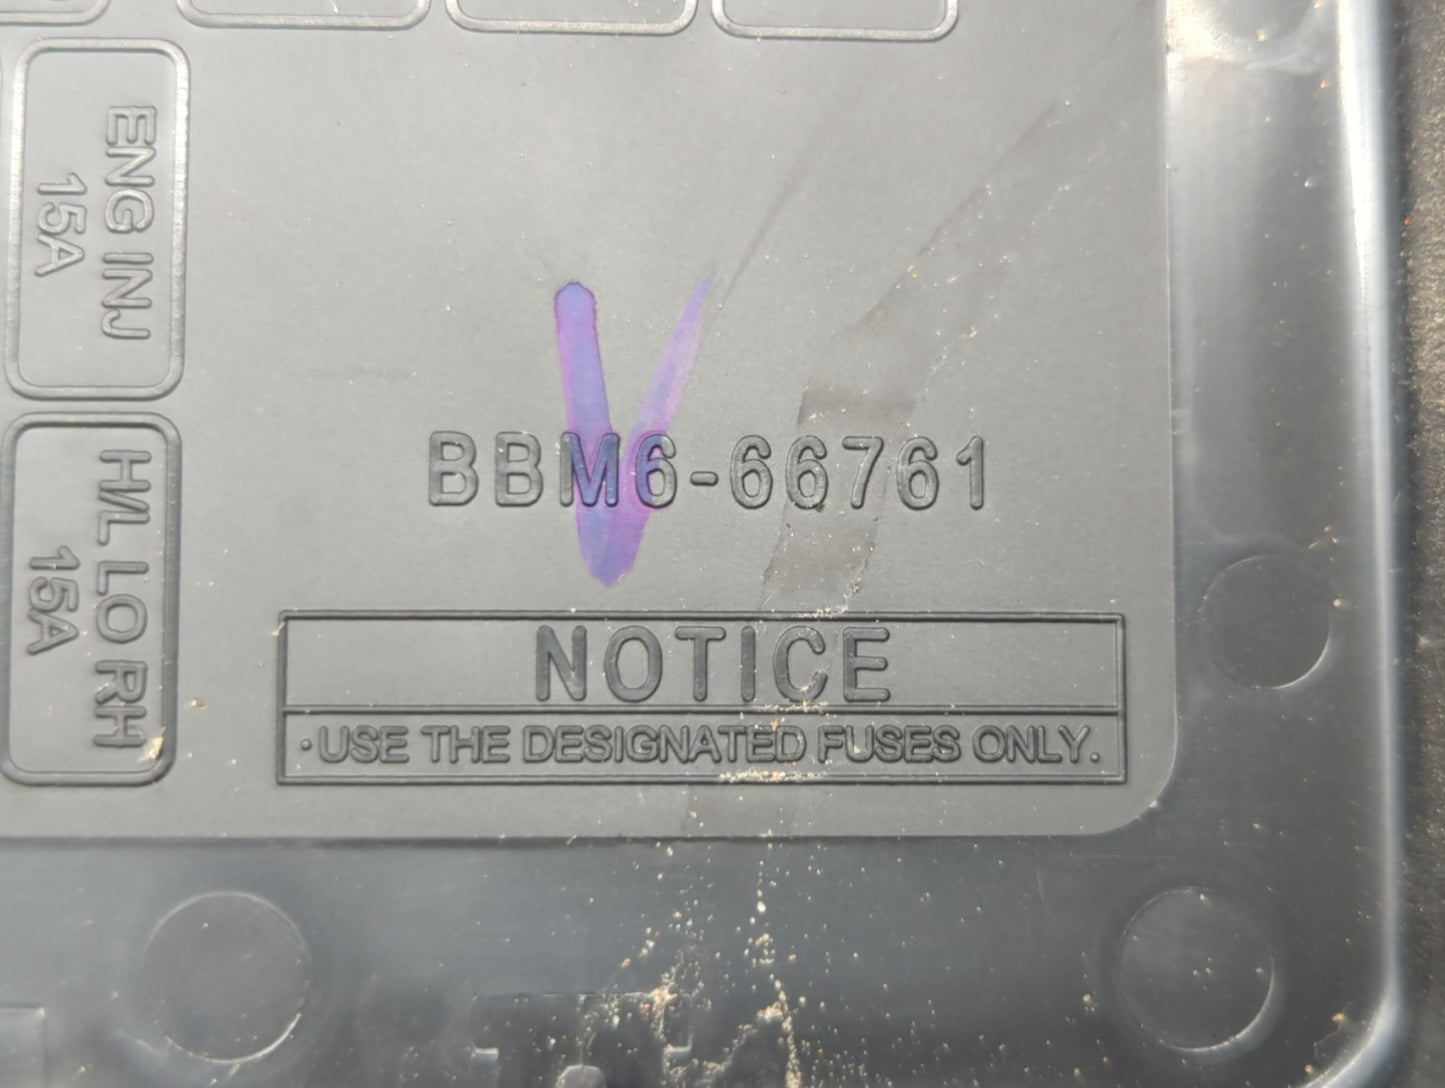 ENG INJ
15A
H/L LO RH
15A
V
BBM6-66761
NOTICE
·USE THE DESIGNATED FUSES ONLY.